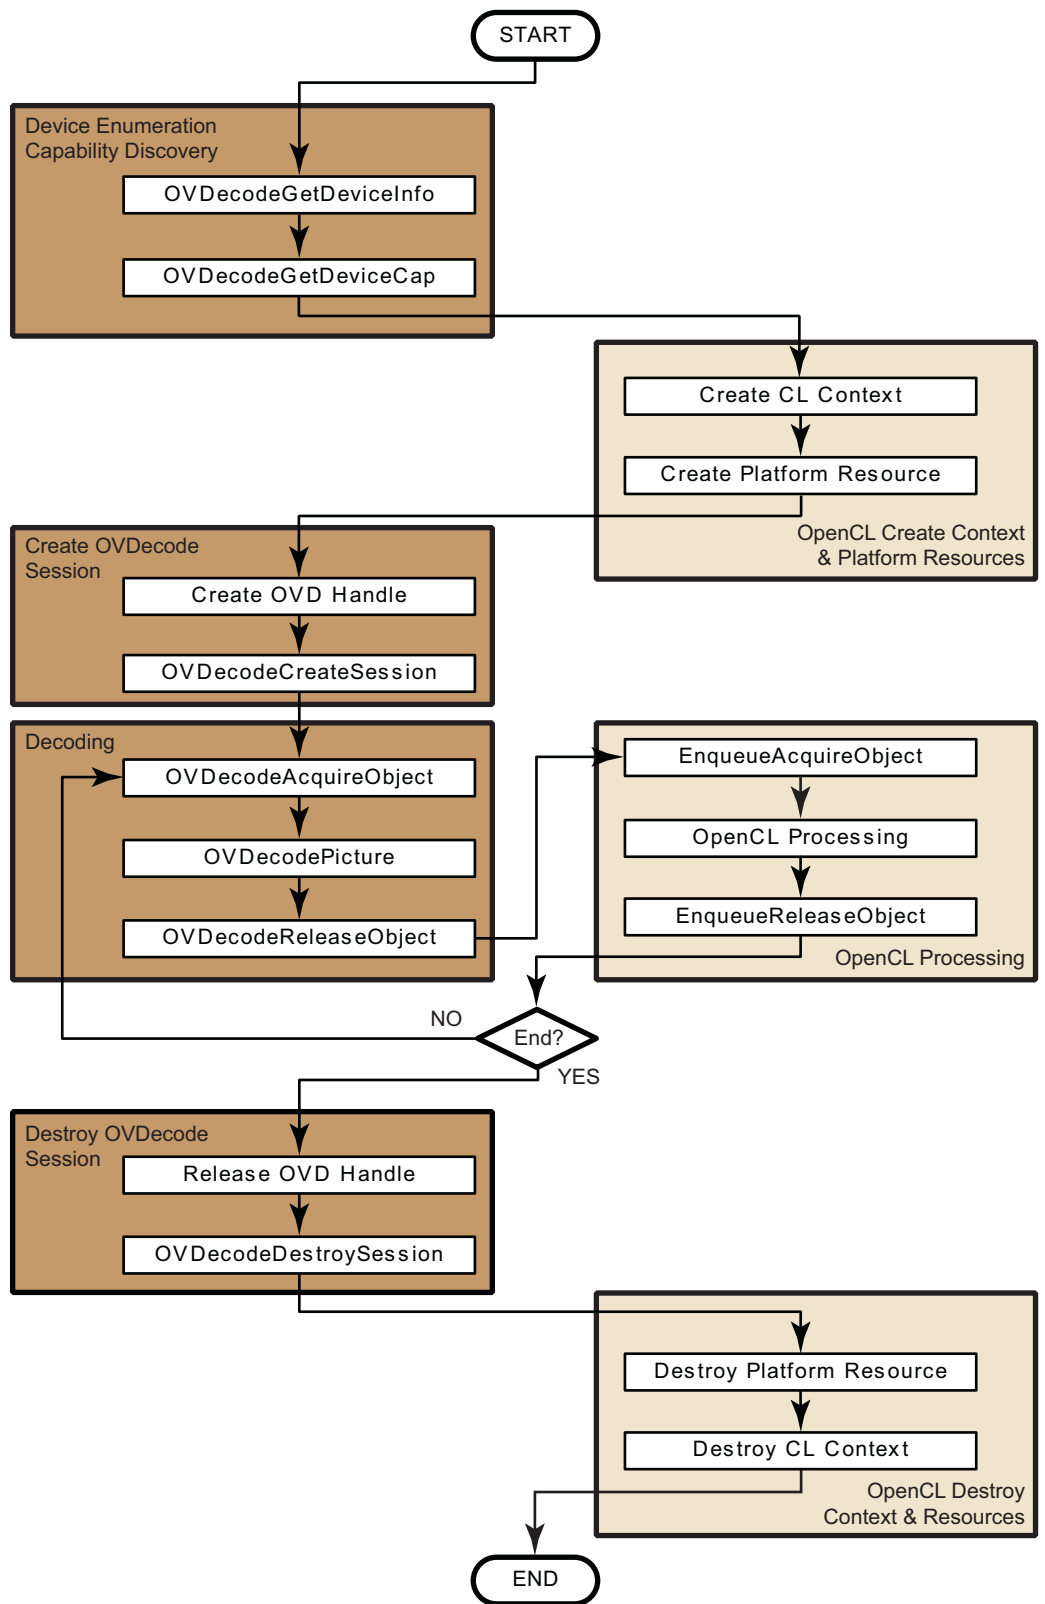 START
Device Enumeration
Capability Discovery
OVDecodeGetDeviceInfo
OVDecodeGetDeviceCap
Create CL Context
Create Platform Resource
OpenCL Create Context
& Platform Resources
Create OVDecode
Session
Create OVD Handle
OVDecodeCreateSession
Decoding
OVDecodeAcquireObject
OVDecodePicture
OVDecodeReleaseObject
EnqueueAcquireObject
OpenCL Processing
EnqueueReleaseObject
OpenCL Processing
NO
End?
YES
Destroy OVDecode
Session
Release OVD Handle
OVDecodeDestroySession
Destroy Platform Resource
Destroy CL Context
OpenCL Destroy
Context & Resources
END